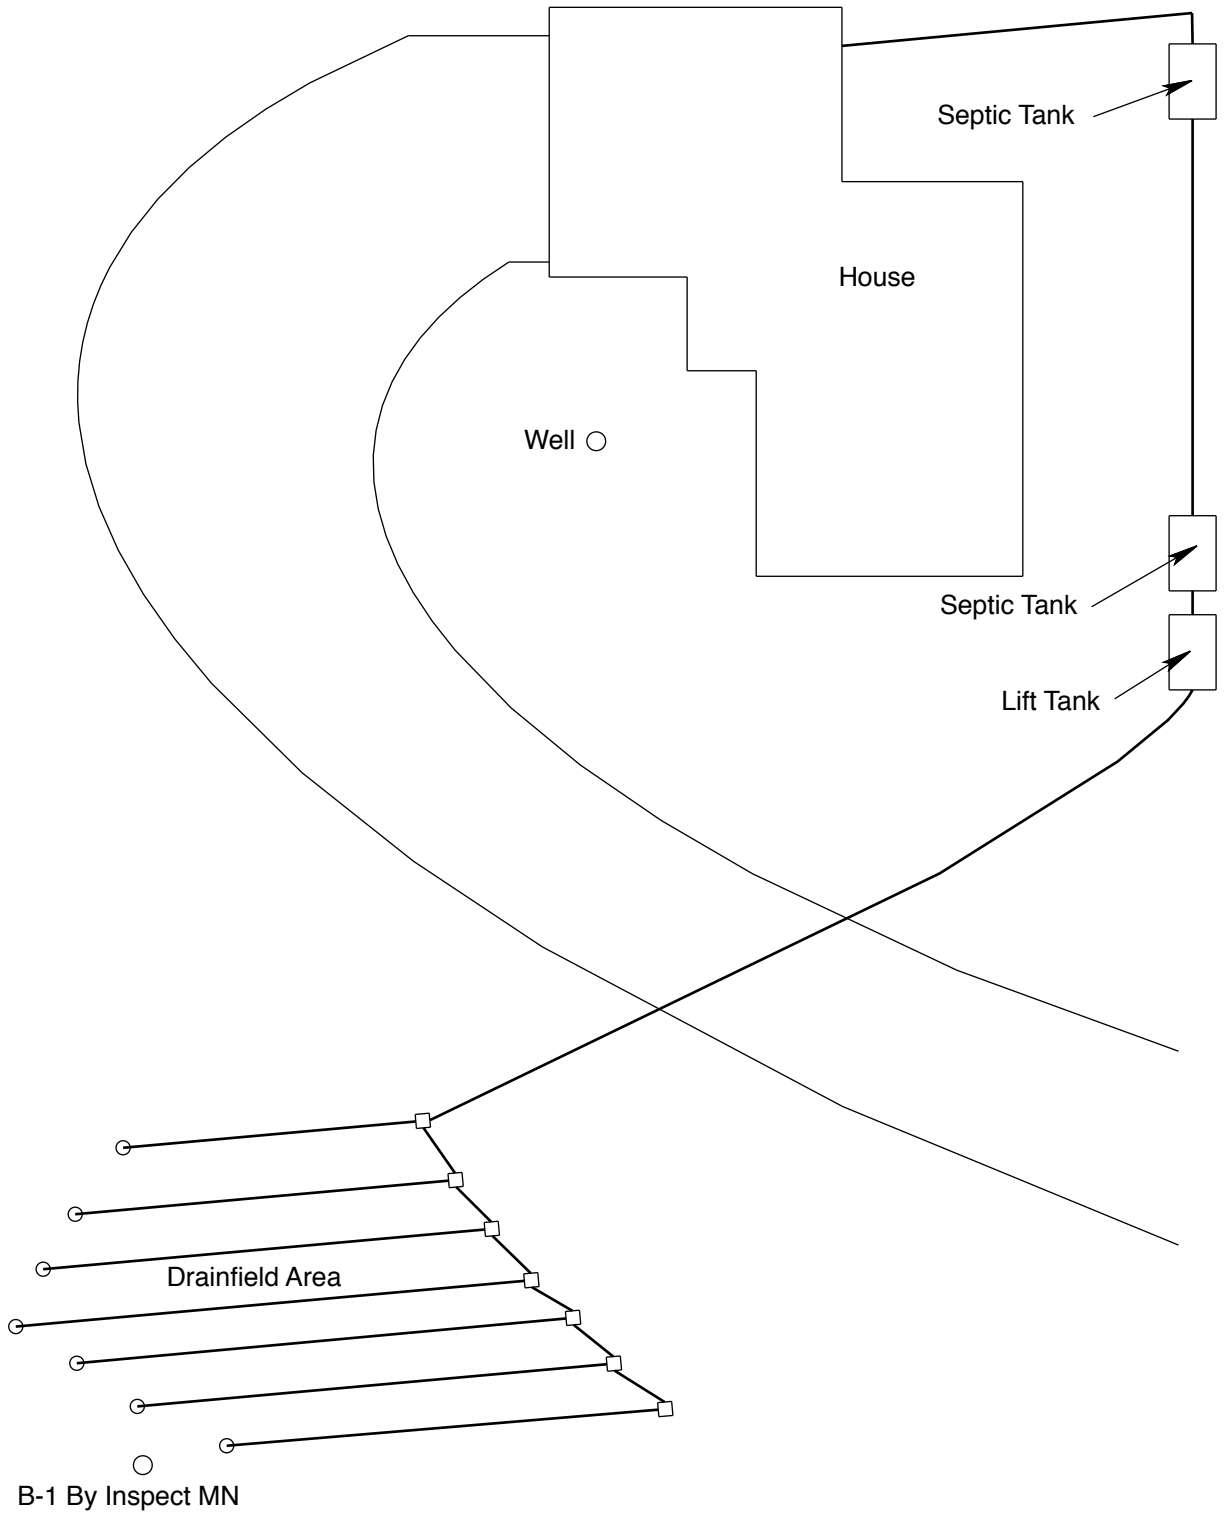 Septic Tank
House
Well
Septic Tank
Lift Tank
Drainfield Area
B-1 By Inspect MN